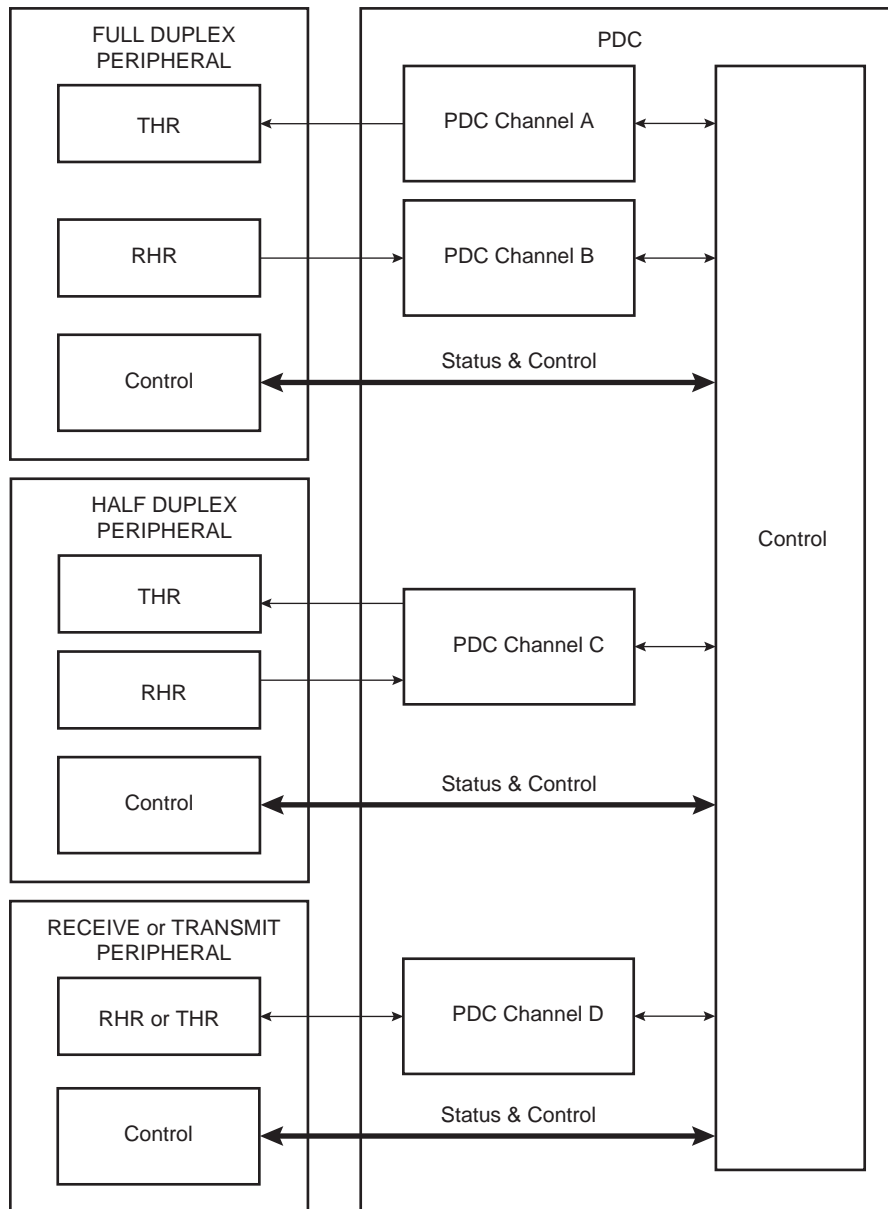 FULL DUPLEX
PERIPHERAL
PDC
THR
PDC Channel A
RHR
PDC Channel B
Control
Status & Control
HALF DUPLEX
PERIPHERAL
Control
THR
PDC Channel C
RHR
Control
Status & Control
RECEIVE or TRANSMIT
PERIPHERAL
RHR or THR
PDC Channel D
Control
Status & Control